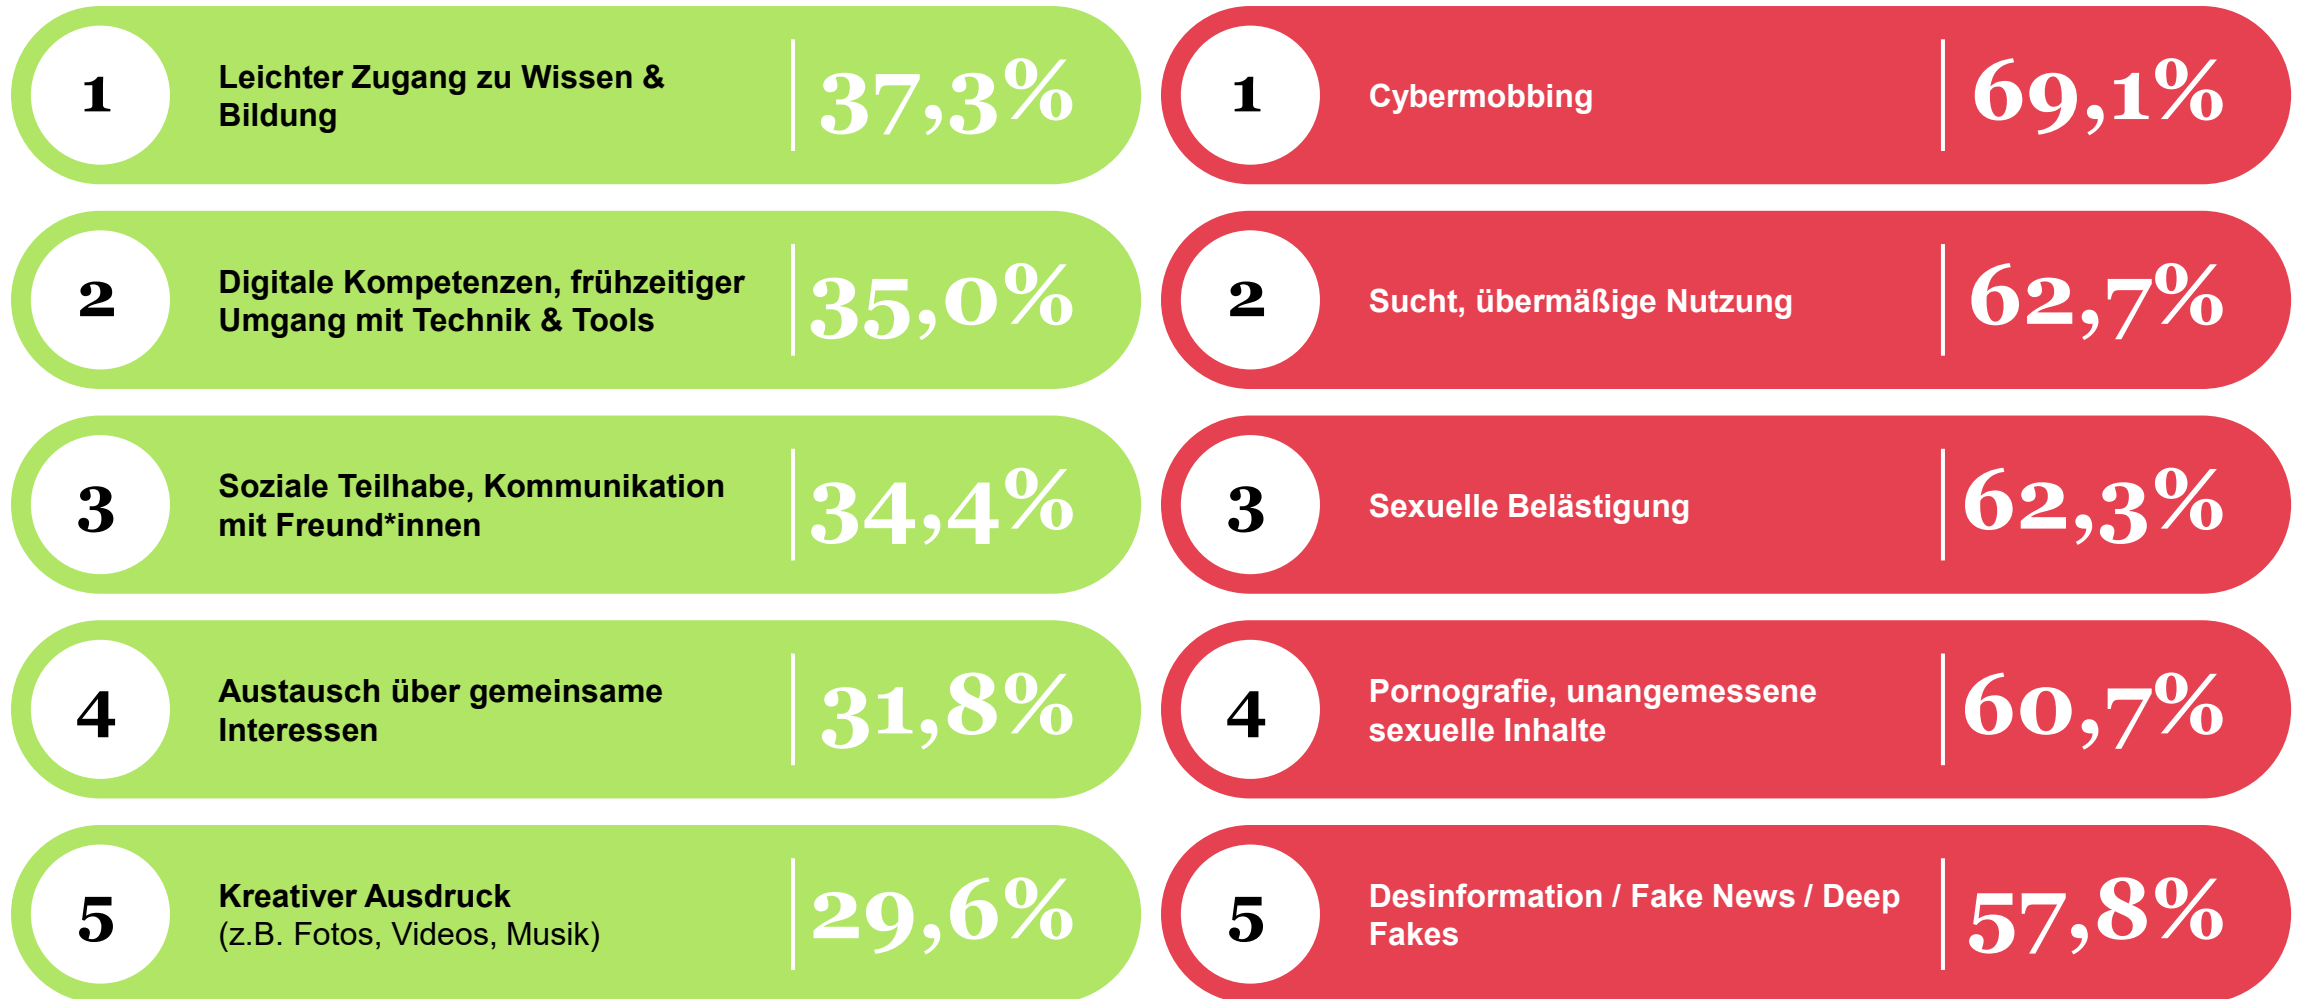 1
Leichter Zugang zu Wissen &
Bildung
37,3%
2
Digitale Kompetenzen, frühzeitiger
Umgang mit Technik & Tools
35,0%
3
Soziale Teilhabe, Kommunikation
mit Freund*innen
34,4%
4
Austausch über gemeinsame
Interessen
31,8%
5
Kreativer Ausdruck
(z.B. Fotos, Videos, Musik)
29,6%
1
Cybermobbing
69,1%
2
Sucht, übermäßige Nutzung
62,7%
3
Sexuelle Belästigung
62,3%
4
Pornografie, unangemessene
sexuelle Inhalte
60,7%
5
Desinformation / Fake News / Deep
Fakes
57,8%